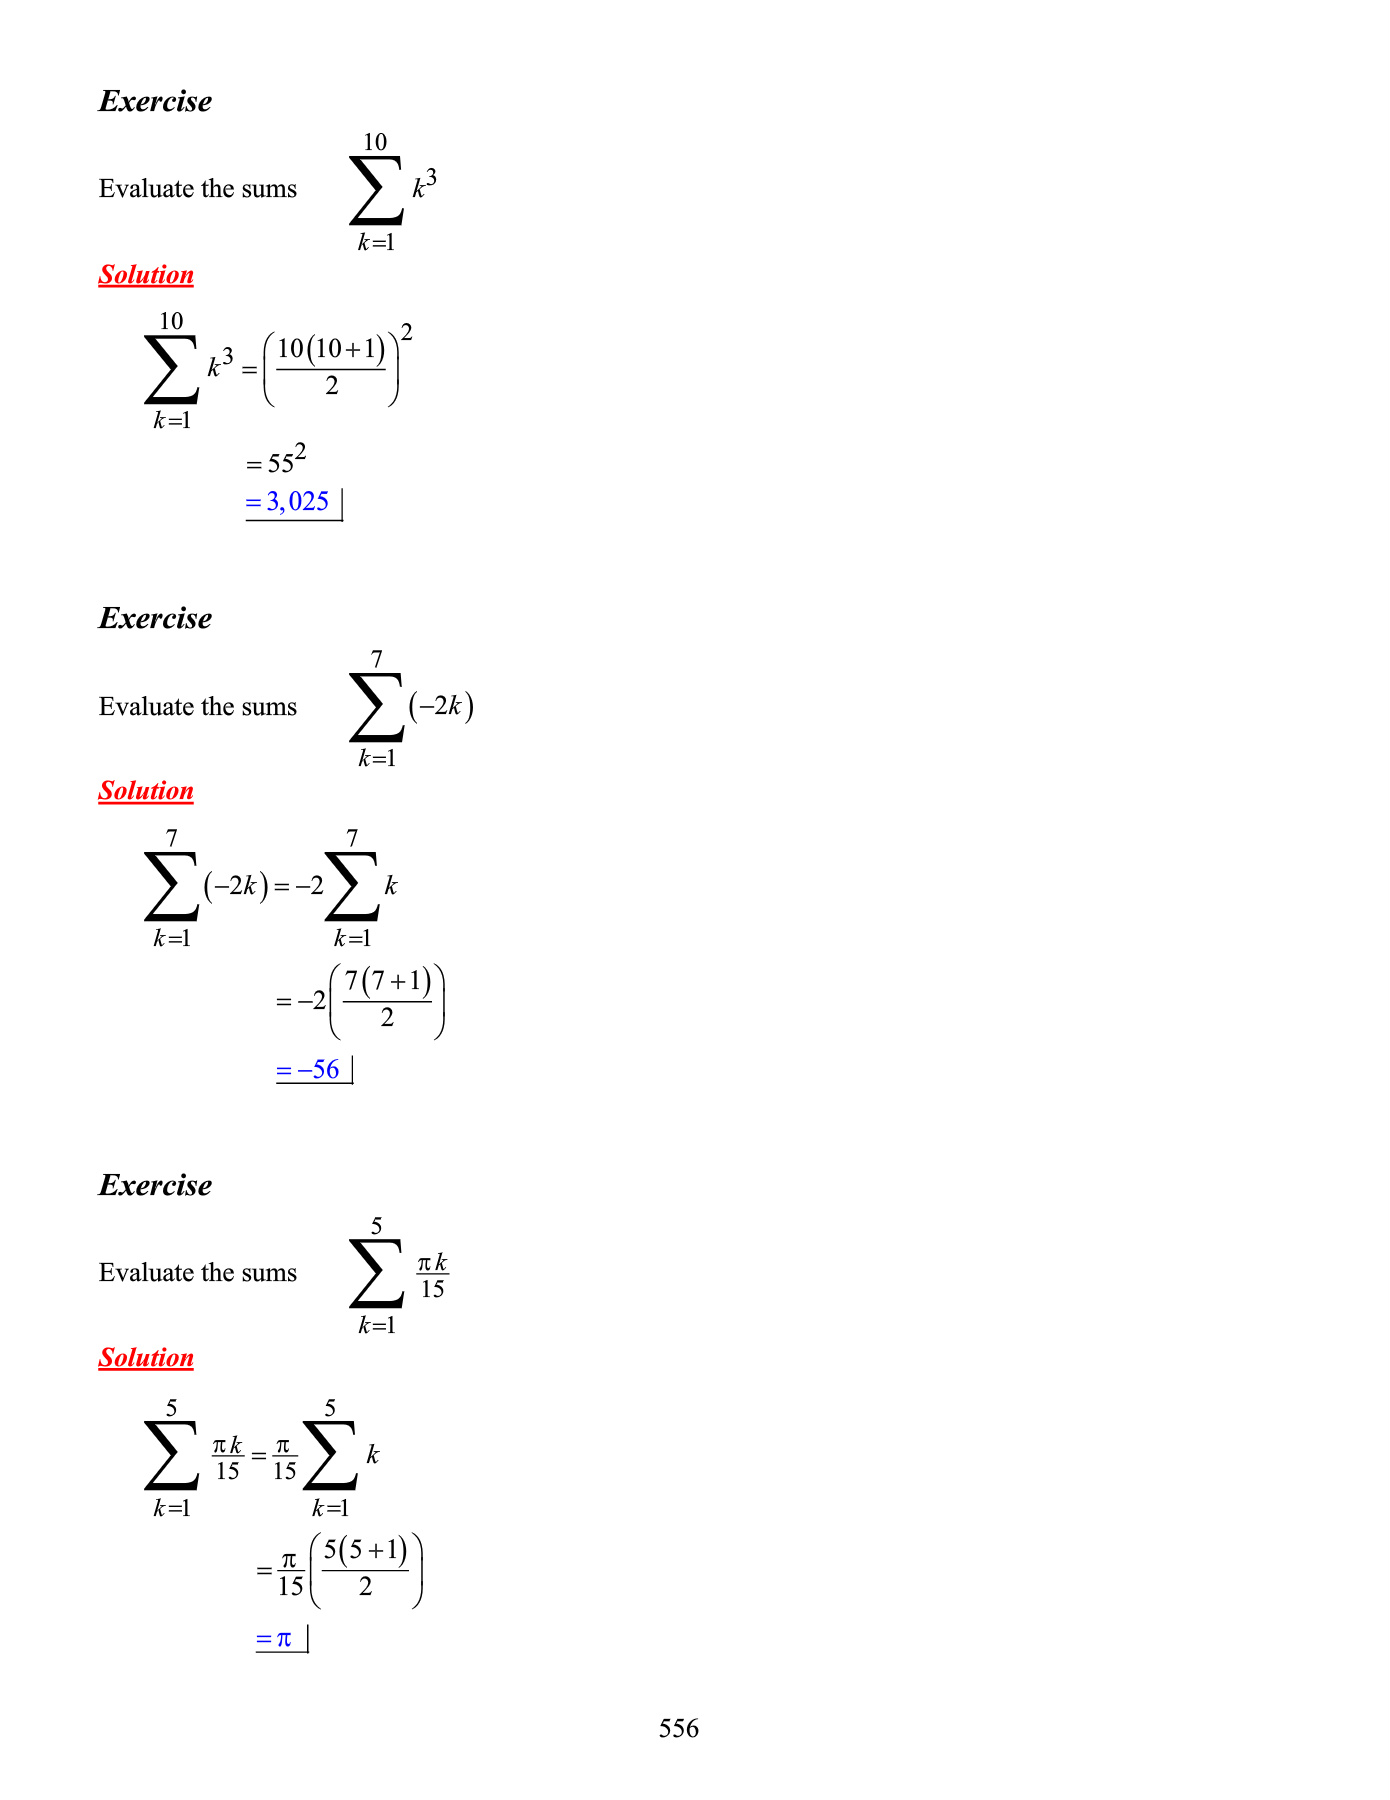 Exercise
Evaluate the sums $\sum_{k=1}^{10} k^3$
Solution
$\sum_{k=1}^{10} k^3 = \left(\frac{10(10+1)}{2}\right)^2$
$= 55^2$
$= 3,025$
Exercise
Evaluate the sums $\sum_{k=1}^{7} (-2k)$
Solution
$\sum_{k=1}^{7} (-2k) = -2\sum_{k=1}^{7} k$
$= -2\left(\frac{7(7+1)}{2}\right)$
$= -56$
Exercise
Evaluate the sums $\sum_{k=1}^{5} \frac{\pi k}{15}$
Solution
$\sum_{k=1}^{5} \frac{\pi k}{15} = \frac{\pi}{15}\sum_{k=1}^{5} k$
$= \frac{\pi}{15}\left(\frac{5(5+1)}{2}\right)$
$= \pi$
556